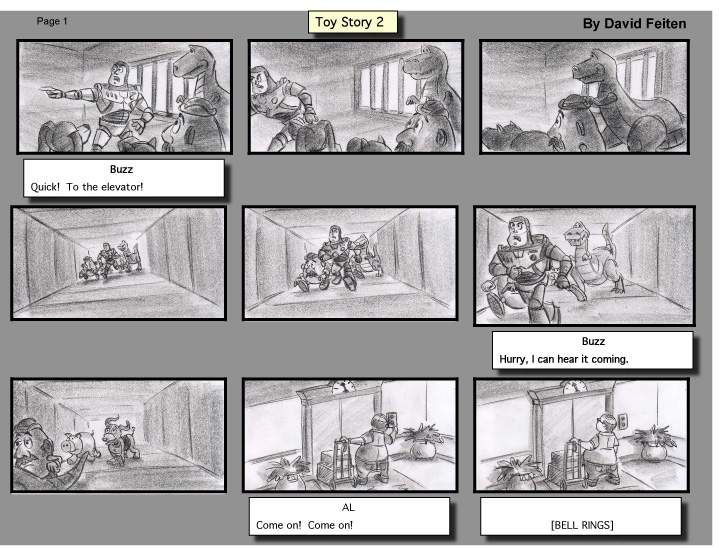 Page 1
Toy Story 2
By David Feiten
Buzz
Quick! To the elevator!
Buzz
Hurry, I can hear it coming.
AL
Come on! Come on!
[BELL RINGS]